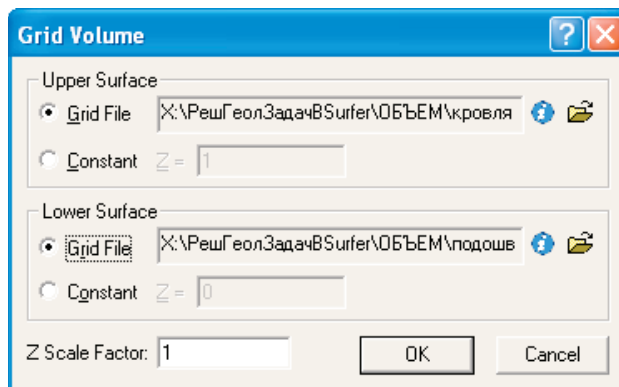 Grid Volume
Upper Surface
Grid File X:\РешГеолЗадачВSurfer\ОБЪЕМ\кровля
Constant Z = 1
Lower Surface
Grid File X:\РешГеолЗадачВSurfer\ОБЪЕМ\подошв
Constant Z = 0
Z Scale Factor: 1 OK Cancel